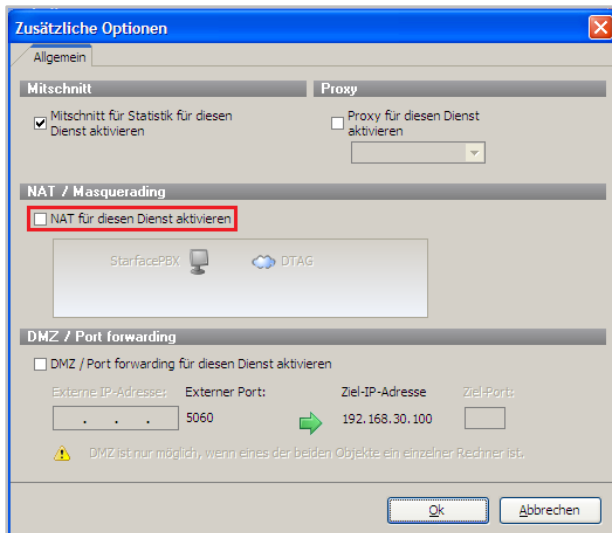 Zusätzliche Optionen
Allgemein
Mitschnitt
Proxy
Mitschnitt für Statistik für diesen
Dienst aktivieren
Proxy für diesen Dienst
aktivieren
NAT / Masquerading
NAT für diesen Dienst aktivieren
StarfacePBX
DTAG
DMZ / Port forwarding
DMZ / Port forwarding für diesen Dienst aktivieren
Externe IP-Adresse:
Externer Port:
Ziel-IP-Adresse
Ziel-Port:
. . .
5060
192.168.30.100
DMZ ist nur möglich, wenn eines der beiden Objekte ein einzelner Rechner ist.
Ok
Abbrechen